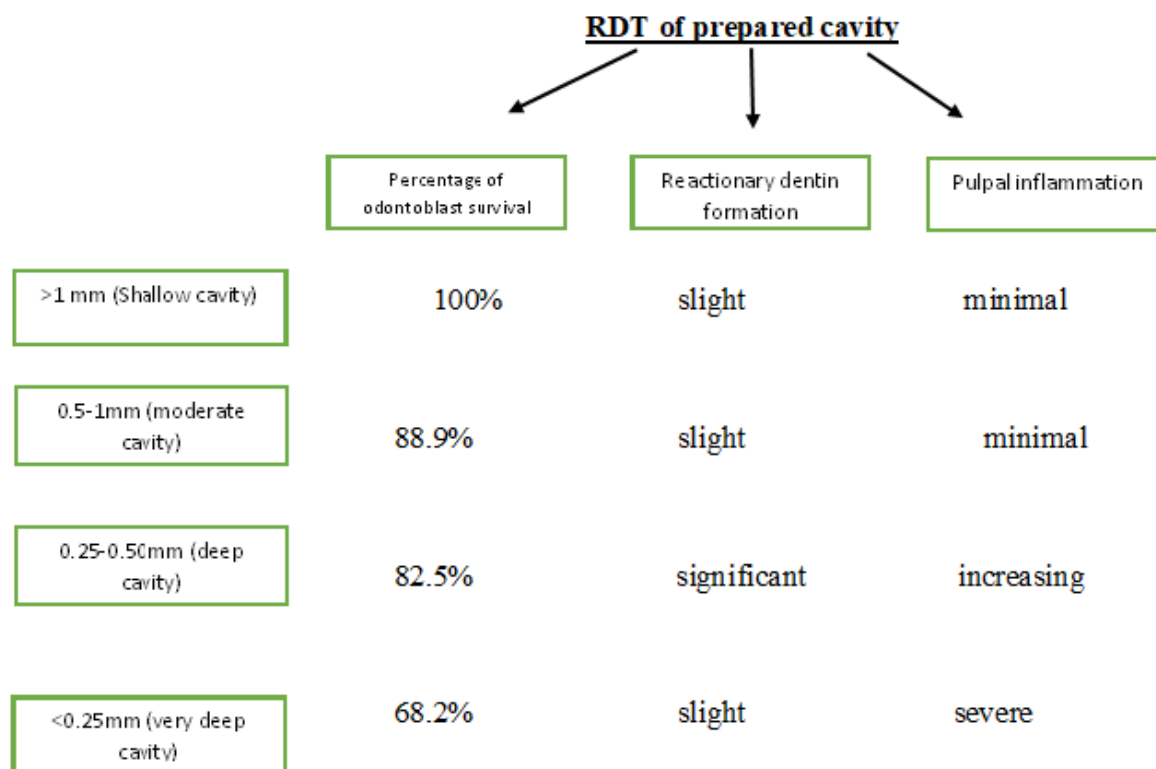 RDT of prepared cavity
Percentage of
odontoblast survival
Reactionary dentin
formation
Pulpal inflammation
>1 mm (Shallow cavity)
100%
slight
minimal
0.5-1mm (moderate
cavity)
88.9%
slight
minimal
0.25-0.50mm (deep
cavity)
82.5%
significant
increasing
<0.25mm (very deep
cavity)
68.2%
slight
severe